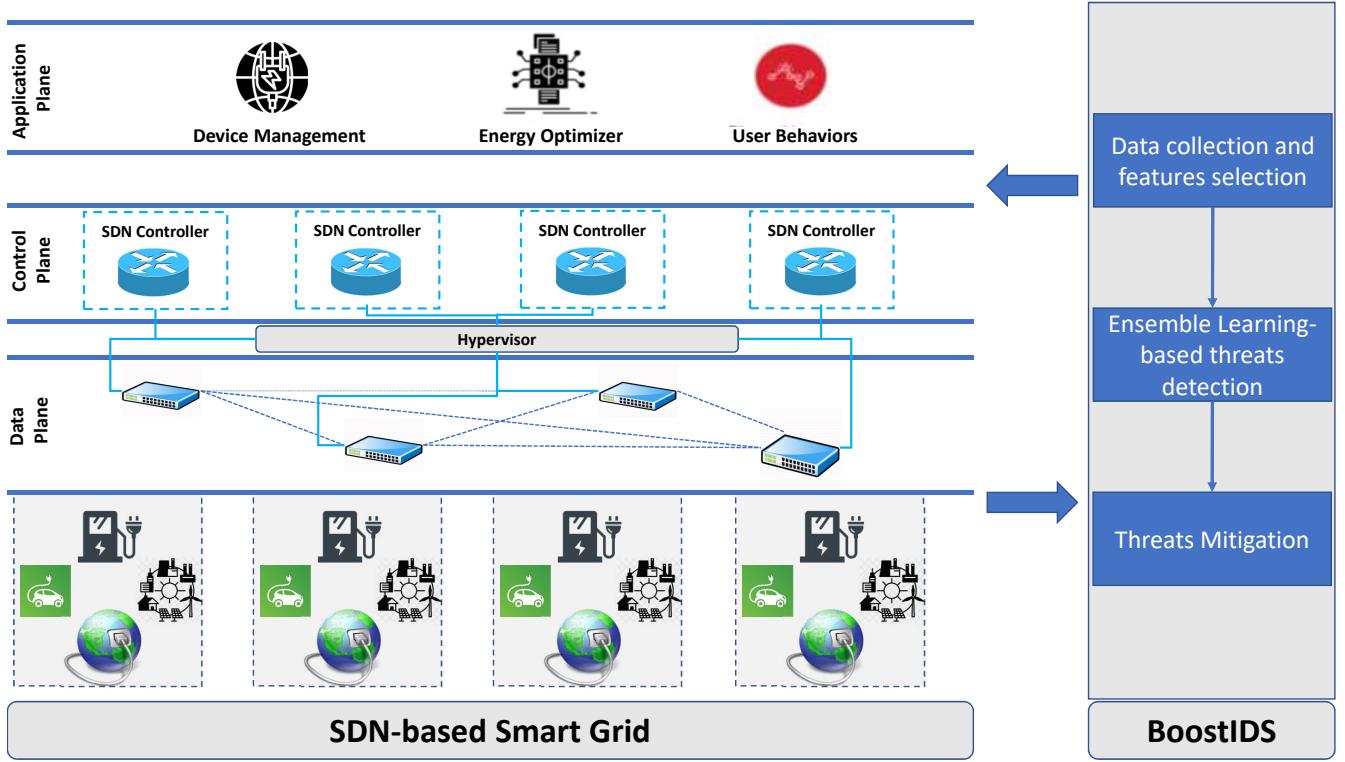 Application
Plane
Device Management
Energy Optimizer
User Behaviors
Control
Plane
SDN Controller
SDN Controller
SDN Controller
SDN Controller
Hypervisor
Data
Plane
SDN-based Smart Grid
Data collection and
features selection
Ensemble Learning-
based threats
detection
Threats Mitigation
BoostIDS